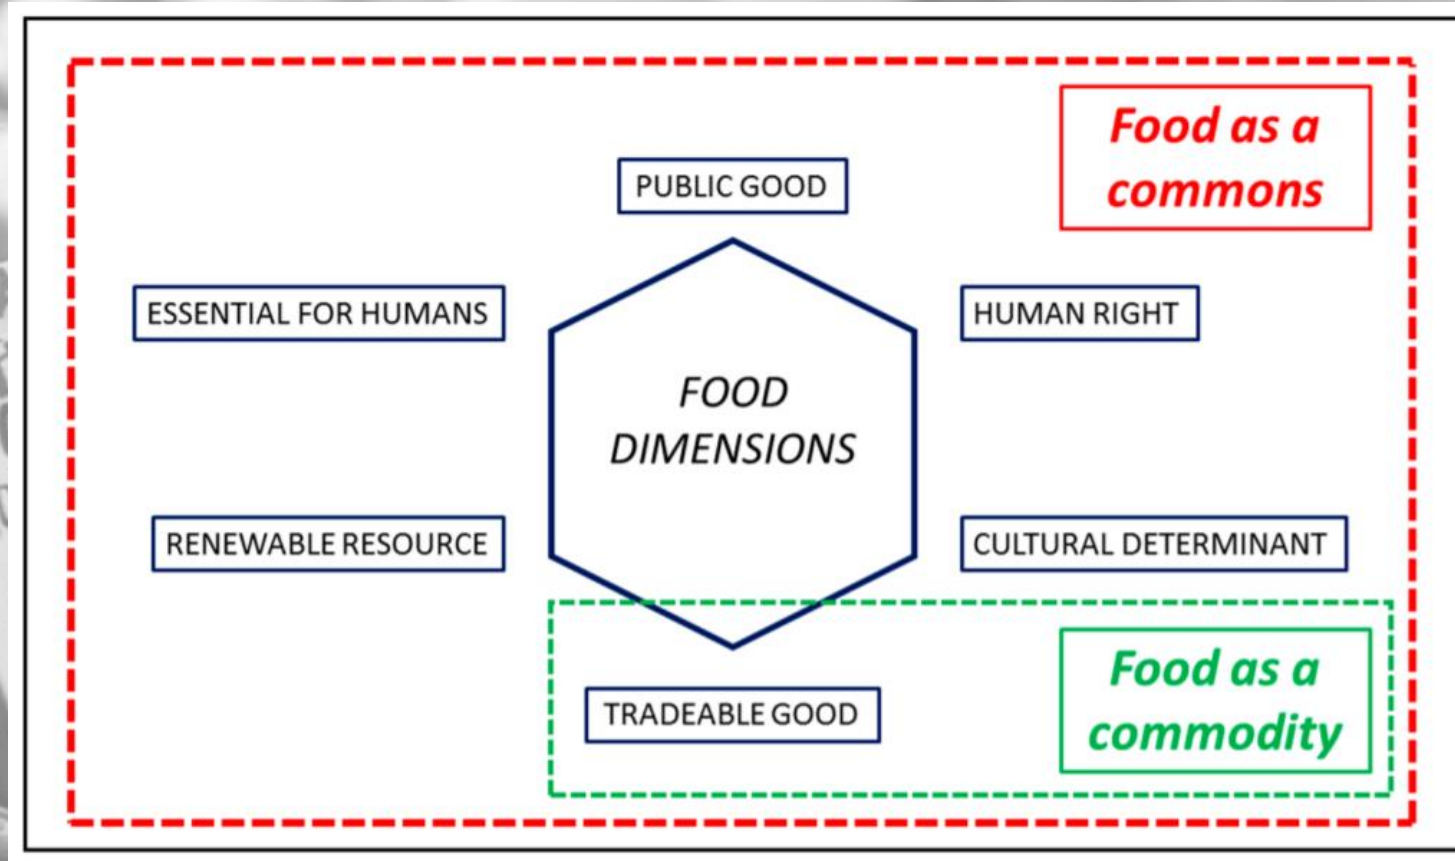 Food as a
commons
PUBLIC GOOD
ESSENTIAL FOR HUMANS
HUMAN RIGHT
FOOD
DIMENSIONS
RENEWABLE RESOURCE
CULTURAL DETERMINANT
Food as a
commodity
TRADEABLE GOOD